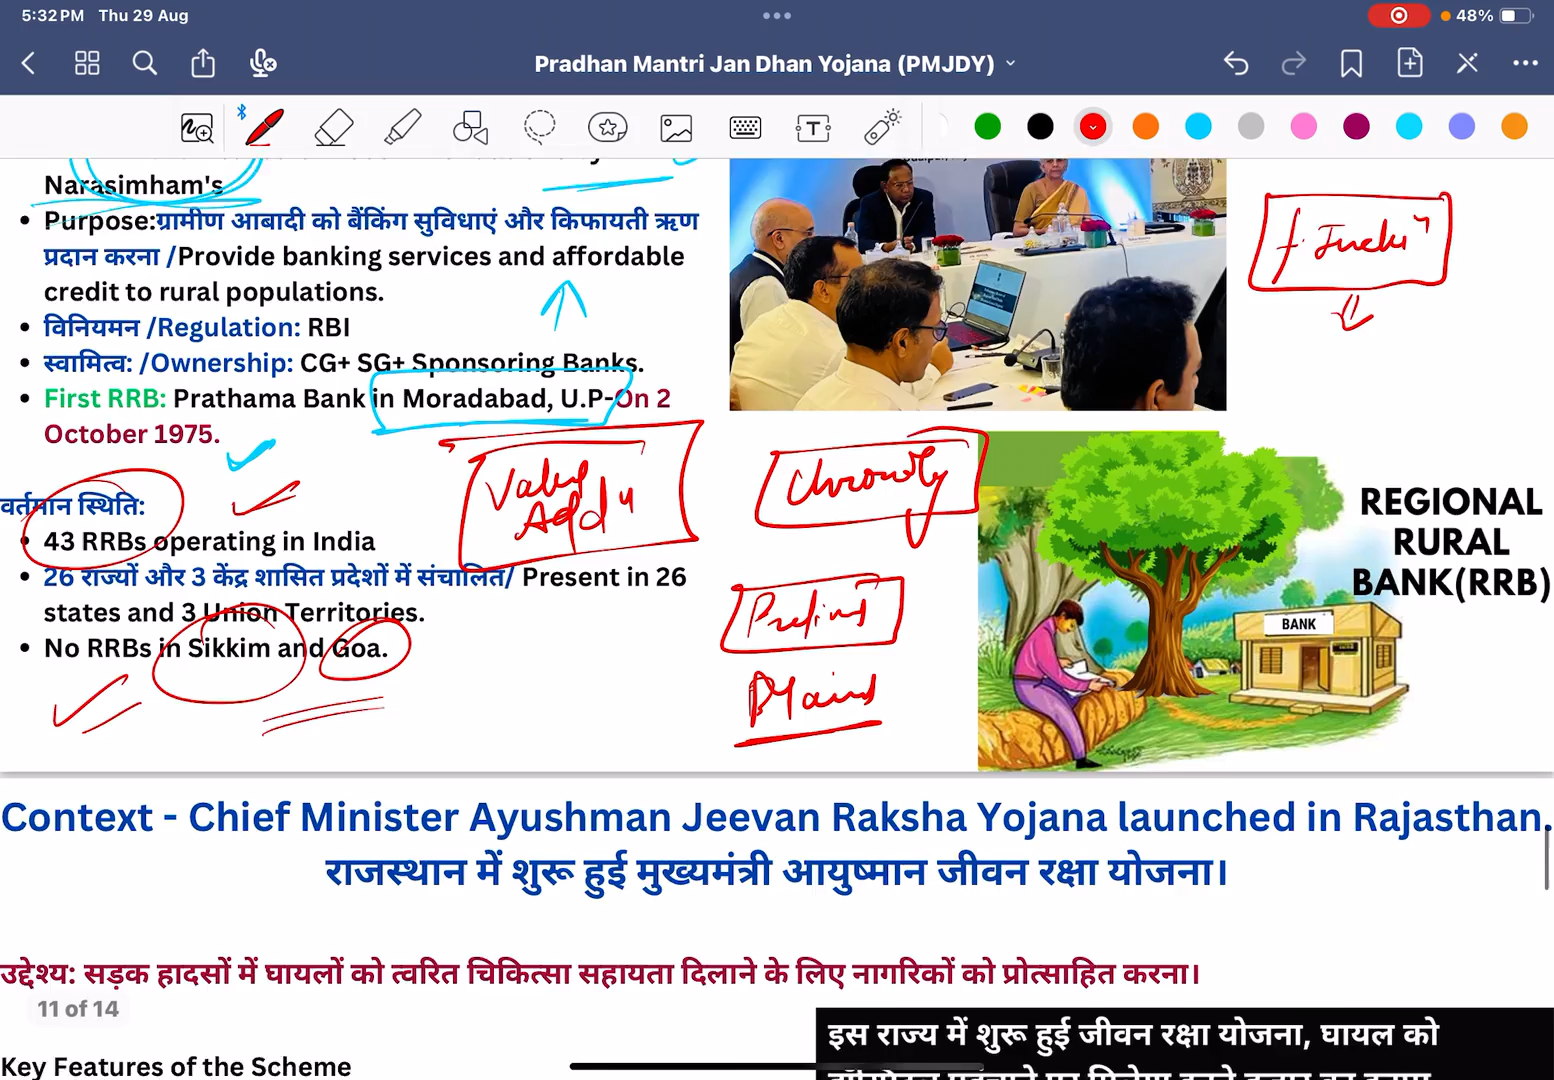 5:32 PM Thu 29 Aug
48%
Pradhan Mantri Jan Dhan Yojana (PMJDY)
Narasimham's
• Purpose:ग्रामीण आबादी को बैंकिंग सुविधाएं और किफायती ऋण
प्रदान करना /Provide banking services and affordable
credit to rural populations.
• विनियमन /Regulation: RBI
• स्वामित्व: /Ownership: CG+ SG+ Sponsoring Banks.
• First RRB: Prathama Bank in Moradabad, U.P-On 2
October 1975.
वर्तमान स्थिति:
• 43 RRBs operating in India
• 26 राज्यों और 3 केंद्र शासित प्रदेशों में संचालित/ Present in 26
states and 3 Union Territories.
• No RRBs in Sikkim and Goa.
Value
Add
Mains
REGIONAL
RURAL
BANK(RRB)
BANK
Context - Chief Minister Ayushman Jeevan Raksha Yojana launched in Rajasthan.
राजस्थान में शुरू हुई मुख्यमंत्री आयुष्मान जीवन रक्षा योजना।
उद्देश्य: सड़क हादसों में घायलों को त्वरित चिकित्सा सहायता दिलाने के लिए नागरिकों को प्रोत्साहित करना।
11 of 14
Key Features of the Scheme
इस राज्य में शुरू हुई जीवन रक्षा योजना, घायल को